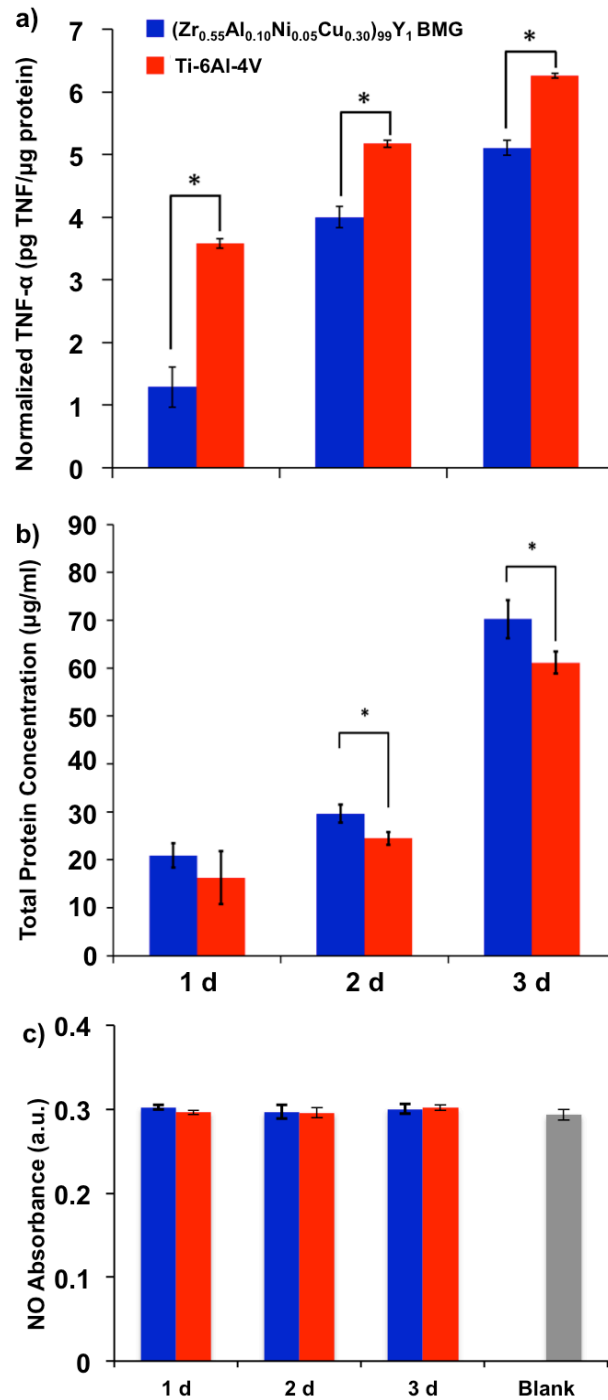 a)
(Zr0.55Al0.10Ni0.05Cu0.30)99Y1 BMG
Ti-6Al-4V
Normalized TNF-α (pg TNF/µg protein)
7
6
5
4
3
2
1
0
*
*
*
b)
Total Protein Concentration (µg/ml)
90
80
70
60
50
40
30
20
10
0
*
*
1 d
2 d
3 d
c)
NO Absorbance (a.u.)
0.4
0.3
0.2
0.1
0
1 d
2 d
3 d
Blank